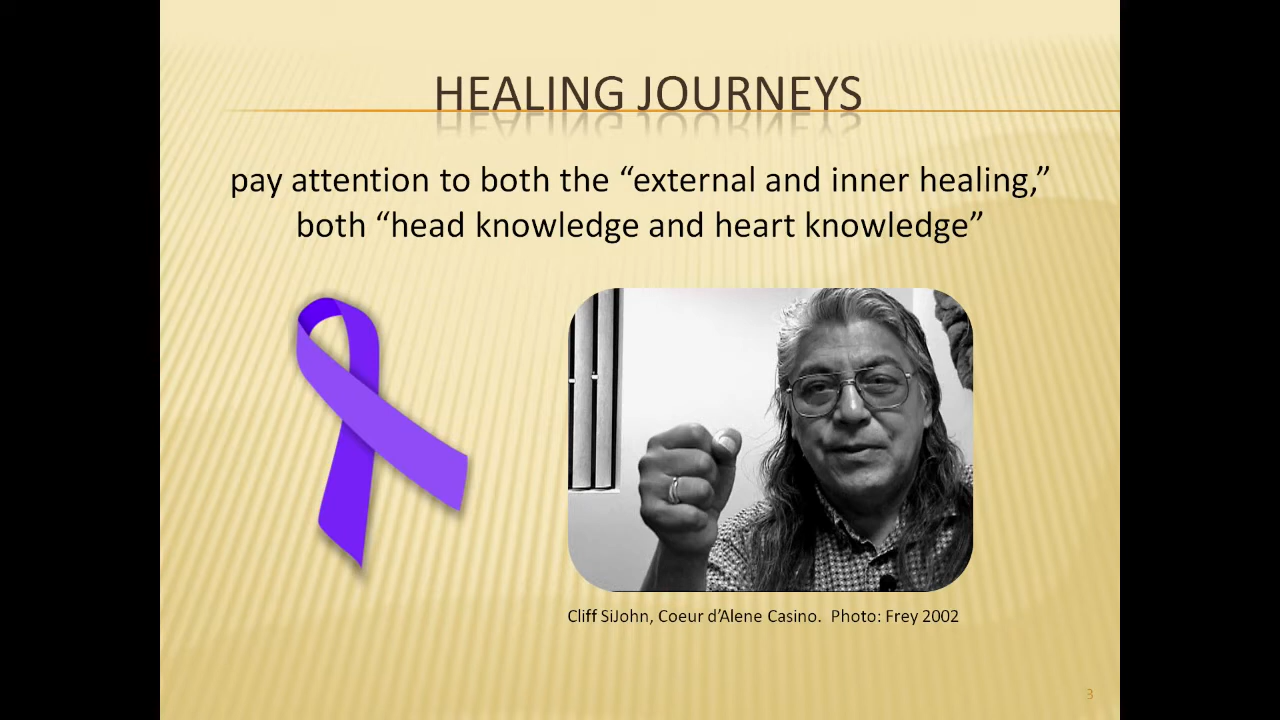 HEALING JOURNEYS
pay attention to both the “external and inner healing,”
both “head knowledge and heart knowledge”
Cliff SiJohn, Coeur d’Alene Casino.  Photo: Frey 2002
3